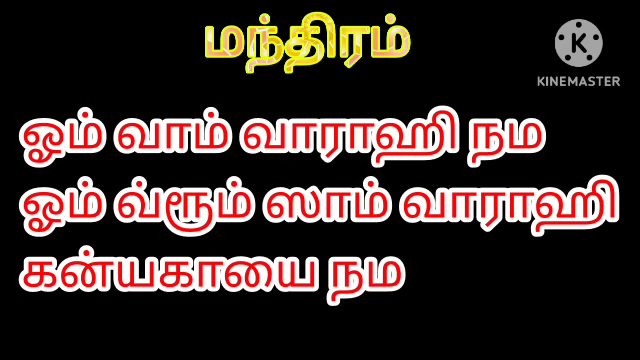 மந்திரம்
KINEMASTER
ஓம் வாம் வாராஹி நம
ஓம் வ்ரூம் ஸாம் வாராஹி
கன்யகாயை நம